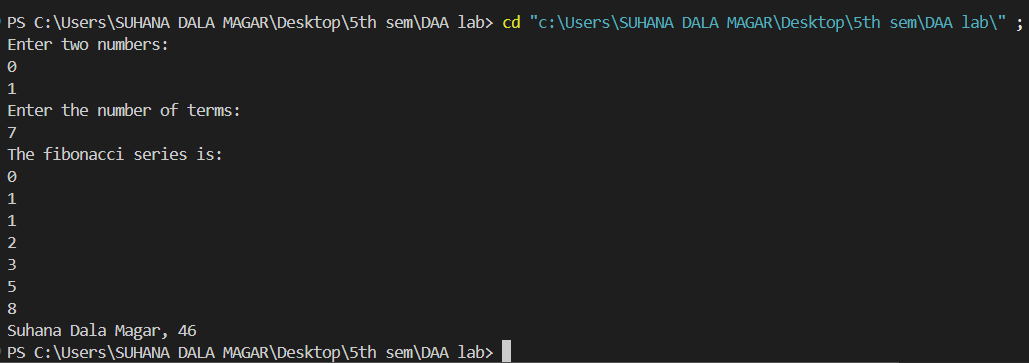 PS C:\Users\SUHANA DALA MAGAR\Desktop\5th sem\DAA lab> cd "c:\Users\SUHANA DALA MAGAR\Desktop\5th sem\DAA lab\" ;
Enter two numbers:
0
1
Enter the number of terms:
7
The fibonacci series is:
0
1
1
2
3
5
8
Suhana Dala Magar, 46
PS C:\Users\SUHANA DALA MAGAR\Desktop\5th sem\DAA lab>